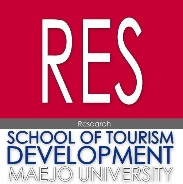 RES
Research
SCHOOL OF TOURISM
DEVELOPMENT
MAEJO UNIVERSITY